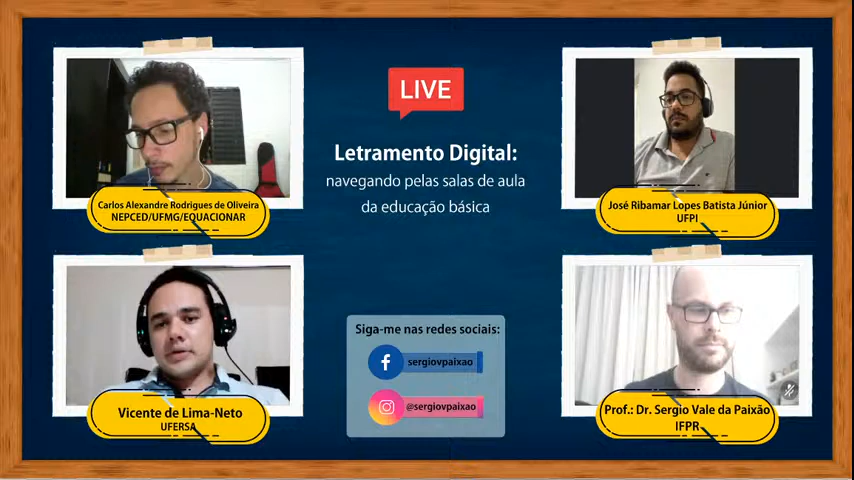 LIVE
Letramento Digital:
navegando pelas salas de aula
da educação básica
Carlos Alexandre Rodrigues de Oliveira
NEPCED/UFMG/EQUACIONAR
José Ribamar Lopes Batista Júnior
UFPI
Vicente de Lima-Neto
UFERSA
Siga-me nas redes sociais:
sergiovpaixao
@sergiovpaixao
Prof.: Dr. Sergio Vale da Paixão
IFPR